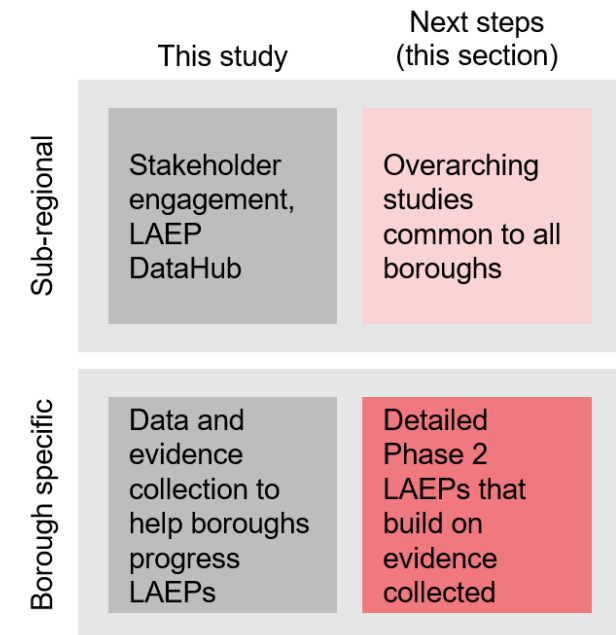 This study
Next steps
(this section)
Sub-regional
Stakeholder
engagement,
LAEP
DataHub
Overarching
studies
common to all
boroughs
Borough specific
Data and
evidence
collection to
help boroughs
progress
LAEPs
Detailed
Phase 2
LAEPs that
build on
evidence
collected